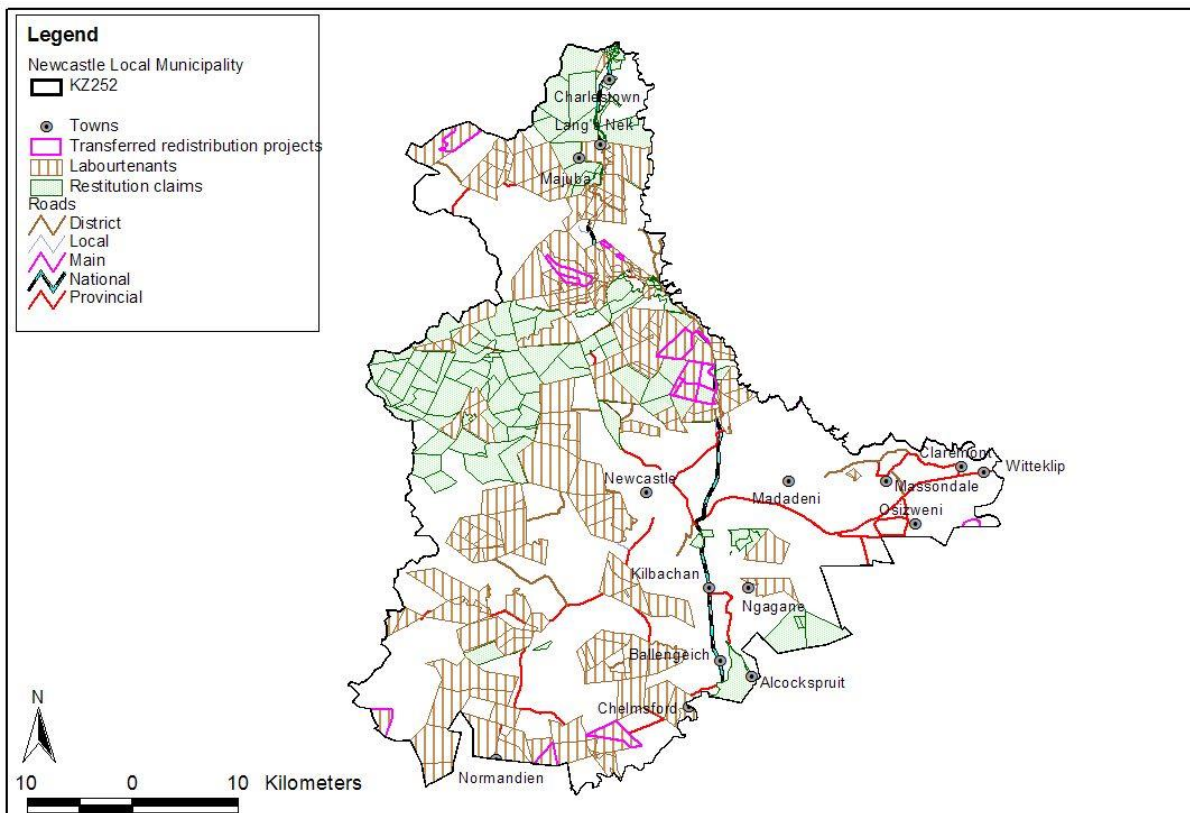 Legend
Newcastle Local Municipality
KZ252
Towns
Transferred redistribution projects
Labourtenants
Restitution claims
Roads
District
Local
Main
National
Provincial
Charlestown
Lang's Nek
Majuba
Claremont
Witteklip
Newcastle
Madadeni
Massondale
Osizweni
Kilbachan
Ngagane
Ballengeich
Alcockspruit
Chelmsford
Normandien
N
10 0 10 Kilometers